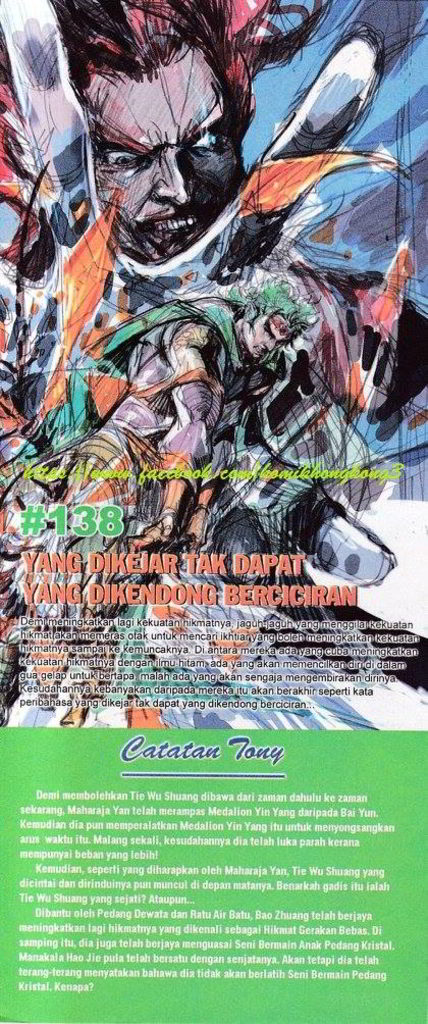 https://www.facebook.com/komikhongkong3
#138
YANG DIKEJAR TAK DAPAT
YANG DIKENDONG BERCICIRAN
Demi meningkatkan lagi kekuatan hikmatnya, jaguh-jaguh yang menggilai kekuatan
hikmat akan memeras otak untuk mencari ikhtiar yang boleh meningkatkan kekuatan
hikmatnya sampai ke kemuncaknya. Di antara mereka ada yang cuba meningkatkan
kekuatan hikmatnya dengan ilmu hitam, ada yang akan memencilkan diri di dalam
gua gelap untuk bertapa, malah ada yang akan sengaja mengembirakan dirinya.
Kesudahannya kebanyakan daripada mereka itu akan berakhir seperti kata
peribahasa yang dikejar tak dapat yang dikendong berciciran...
Catatan Tony
Demi membolehkan Tie Wu Shuang dibawa dari zaman dahulu ke zaman
sekarang, Maharaja Yan telah merampas Medalion Yin Yang daripada Bai Yun.
Kemudian dia pun memperalatkan Medalion Yin Yang itu untuk menyongsangkan
arus waktu itu. Malang sekali, kesudahannya dia telah luka parah kerana
mempunyai beban yang lebih!
Kemudian, seperti yang diharapkan oleh Maharaja Yan, Tie Wu Shuang yang
dicintai dan dirinduinya pun muncul di depan matanya. Benarkah gadis itu ialah
Tie Wu Shuang yang sejati? Ataupun...
Dibantu oleh Pedang Dewata dan Ratu Air Batu, Bao Zhuang telah berjaya
meningkatkan lagi hikmatnya yang dikenali sebagai Hikmat Gerakan Bebas. Di
samping itu, dia juga telah berjaya menguasai Seni Bermain Anak Pedang Kristal.
Manakala Hao Jie pula telah bersatu dengan senjatanya. Akan tetapi dia telah
terang-terang menyatakan bahawa dia tidak akan berlatih Seni Bermain Pedang
Kristal. Kenapa?